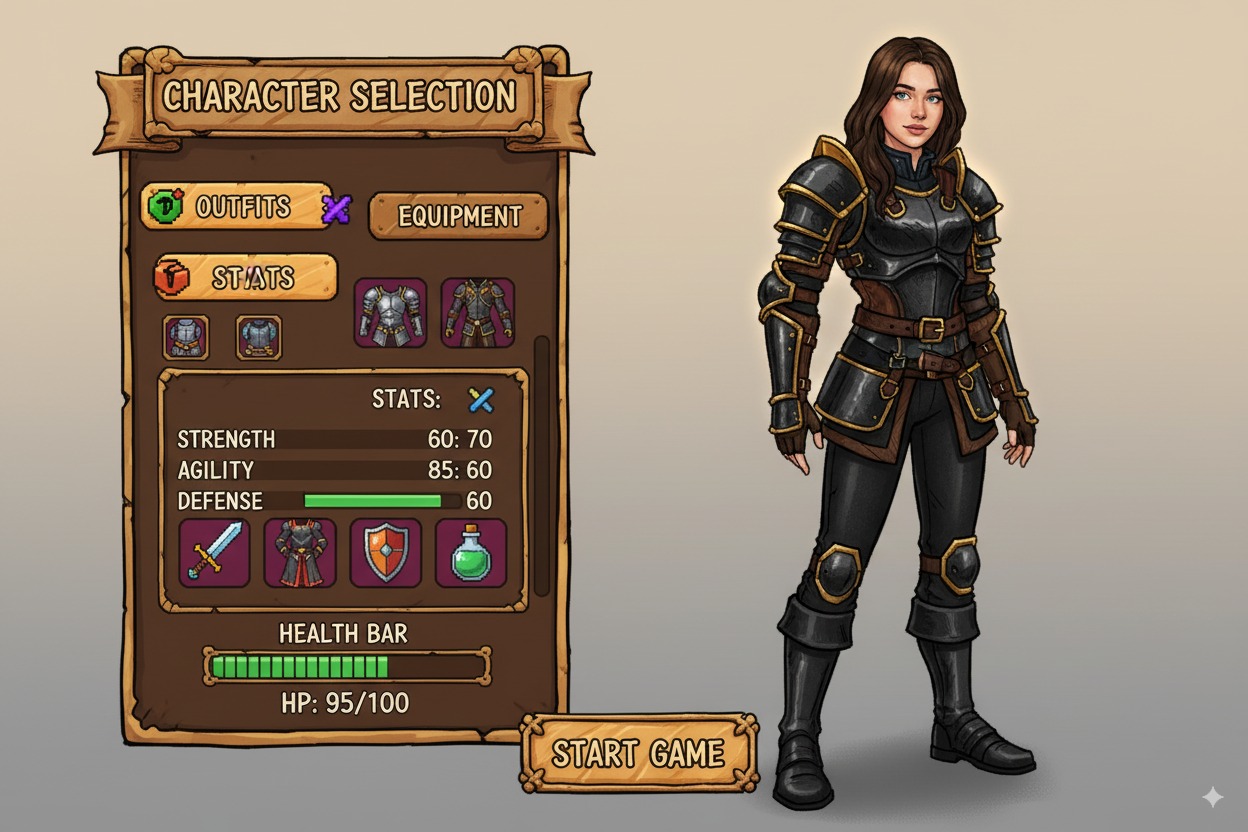 CHARACTER SELECTION
OUTFITS
EQUIPMENT
STATS
STATS:
STRENGTH 60: 70
AGILITY 85: 60
DEFENSE 60
HEALTH BAR
HP: 95/100
START GAME